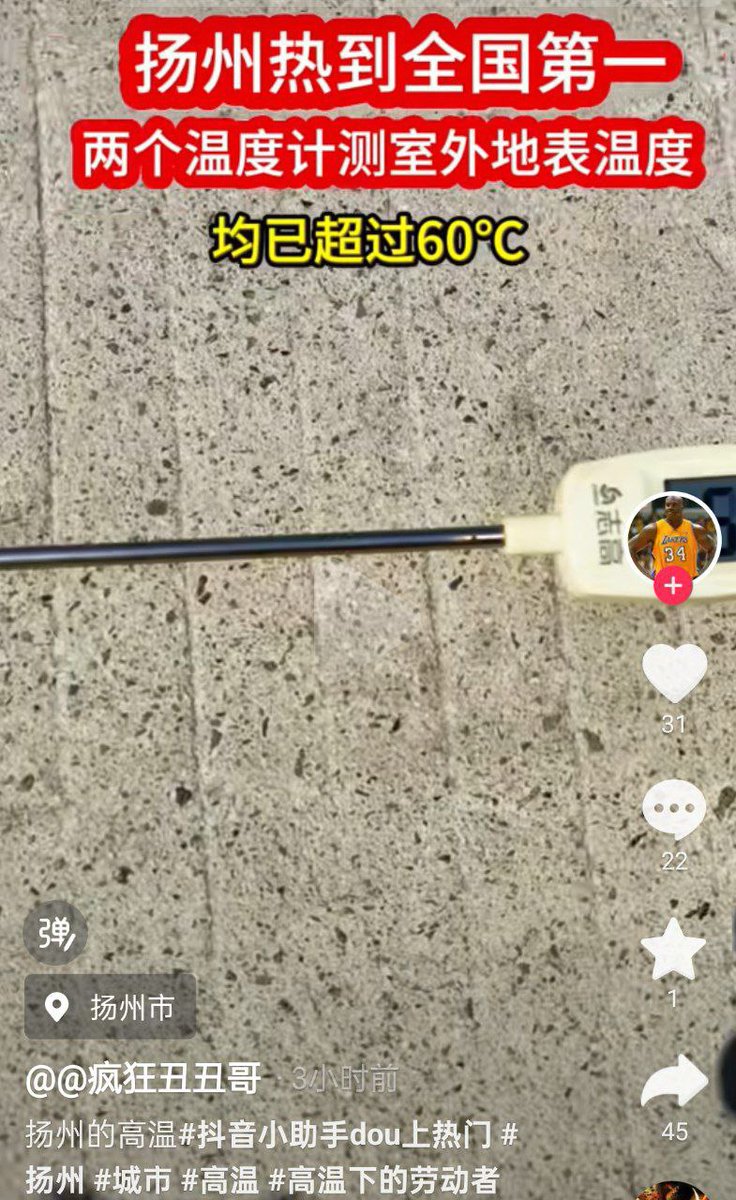 扬州热到全国第一
两个温度计测室外地表温度
均已超过60℃
志高
LAKERS
34
31
22
1
45
弹
扬州市
@@疯狂丑丑哥 · 3小时前
扬州的高温#抖音小助手dou上热门 #
扬州 #城市 #高温 #高温下的劳动者